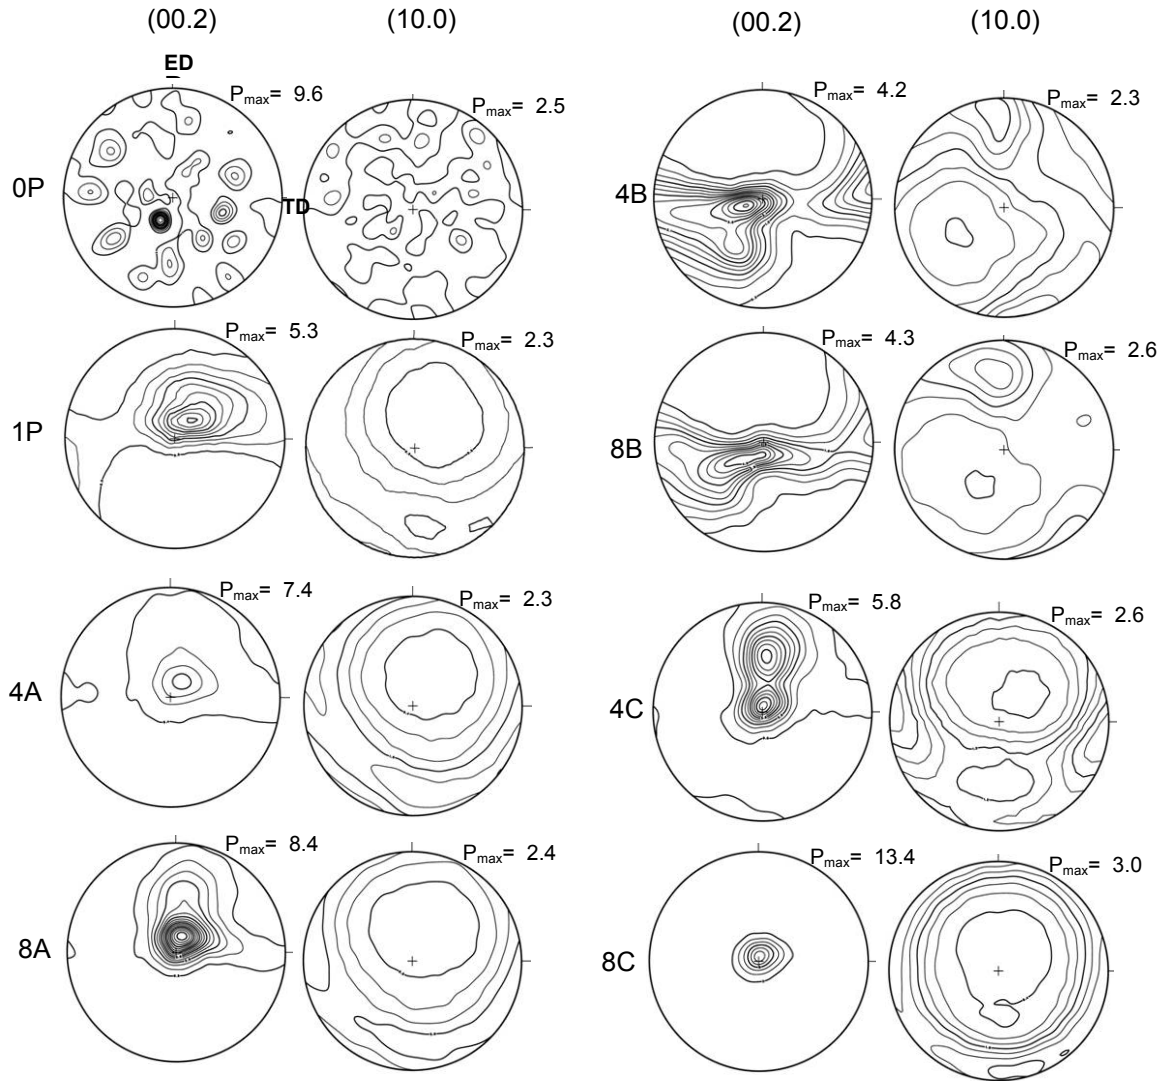 (00.2) (10.0) (00.2) (10.0)
ED
0P Pmax= 9.6 Pmax= 2.5
TD
4B Pmax= 4.2 Pmax= 2.3
1P Pmax= 5.3 Pmax= 2.3
8B Pmax= 4.3 Pmax= 2.6
4A Pmax= 7.4 Pmax= 2.3
4C Pmax= 5.8 Pmax= 2.6
8A Pmax= 8.4 Pmax= 2.4
8C Pmax= 13.4 Pmax= 3.0